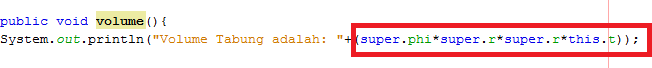 public void volume(){
System.out.println("Volume Tabung adalah: "+(super.phi*super.r*super.r*this.t));